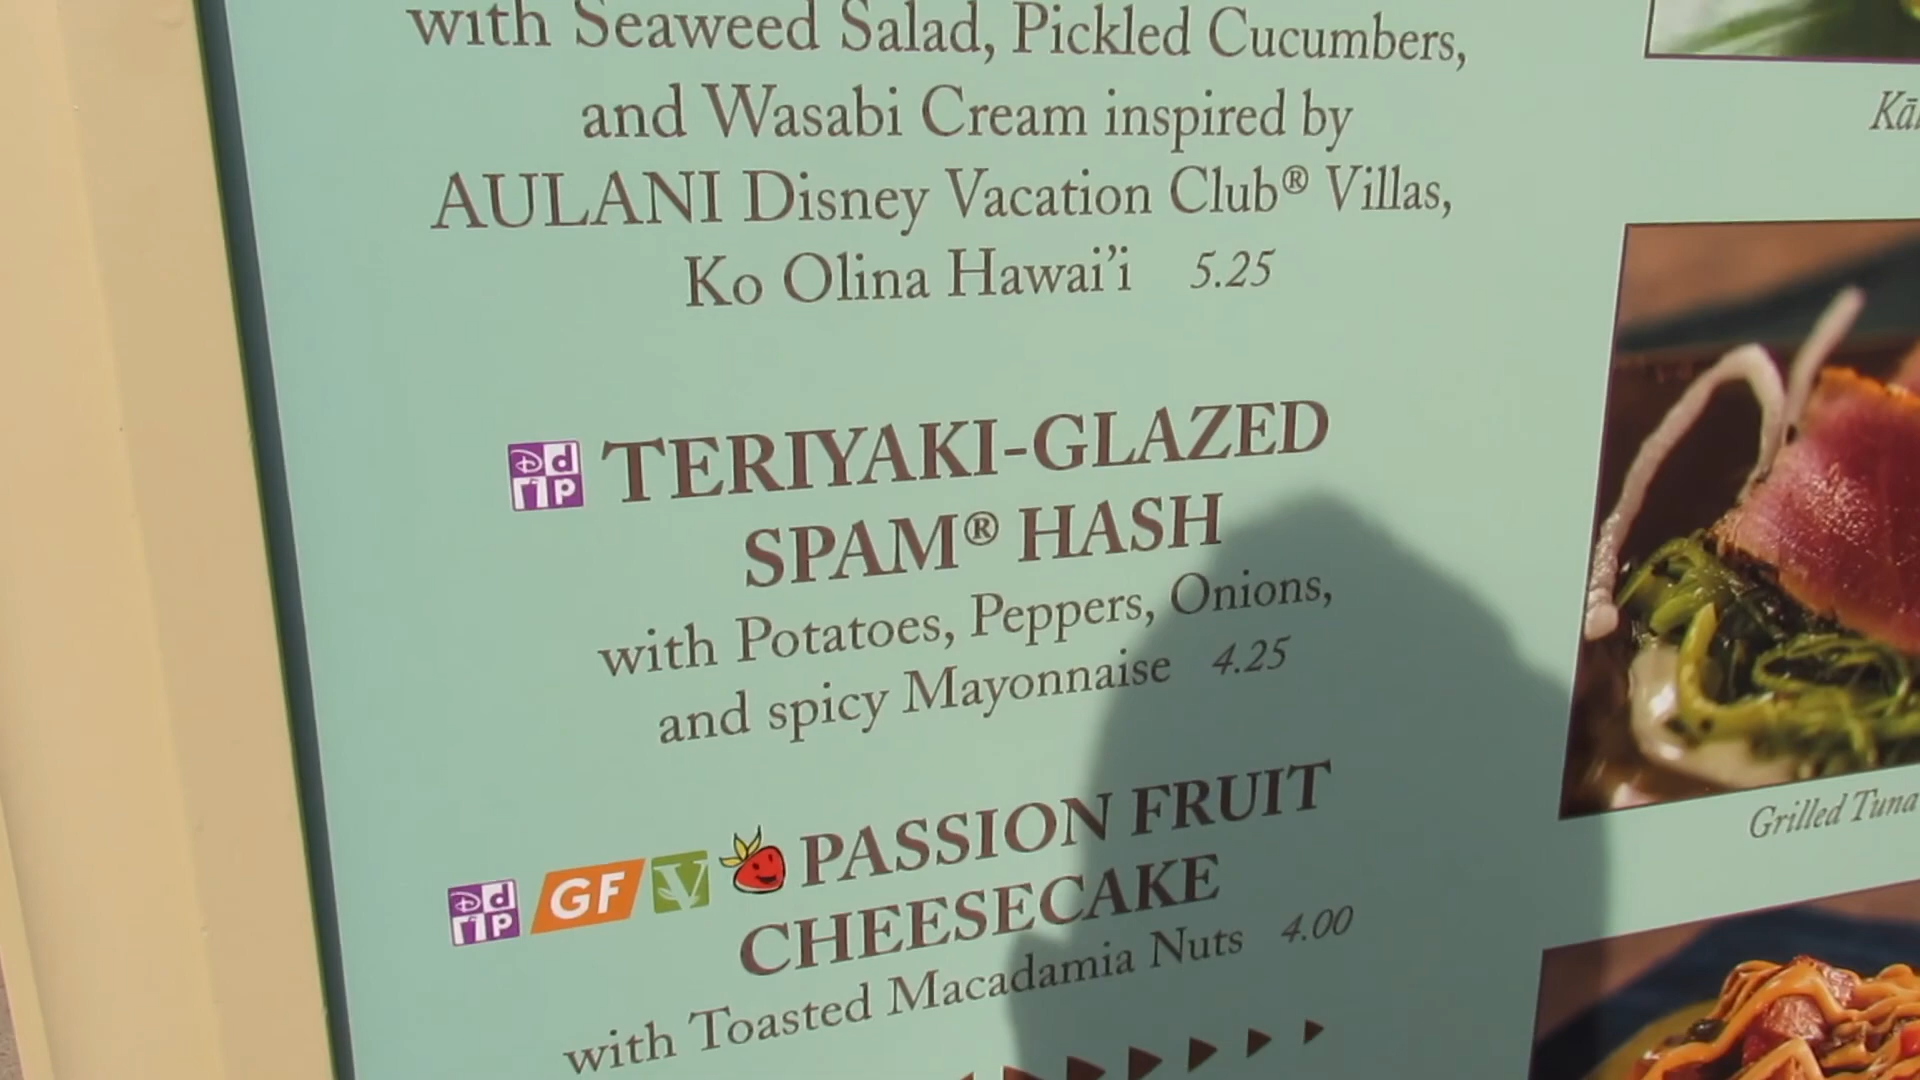 with Seaweed Salad, Pickled Cucumbers,
and Wasabi Cream inspired by
AULANI Disney Vacation Club® Villas,
Ko Olina Hawai'i 5.25
TERIYAKI-GLAZED
SPAM® HASH
with Potatoes, Peppers, Onions,
and spicy Mayonnaise 4.25
GF V PASSION FRUIT
CHEESECAKE
with Toasted Macadamia Nuts 4.00
Grilled Tuna